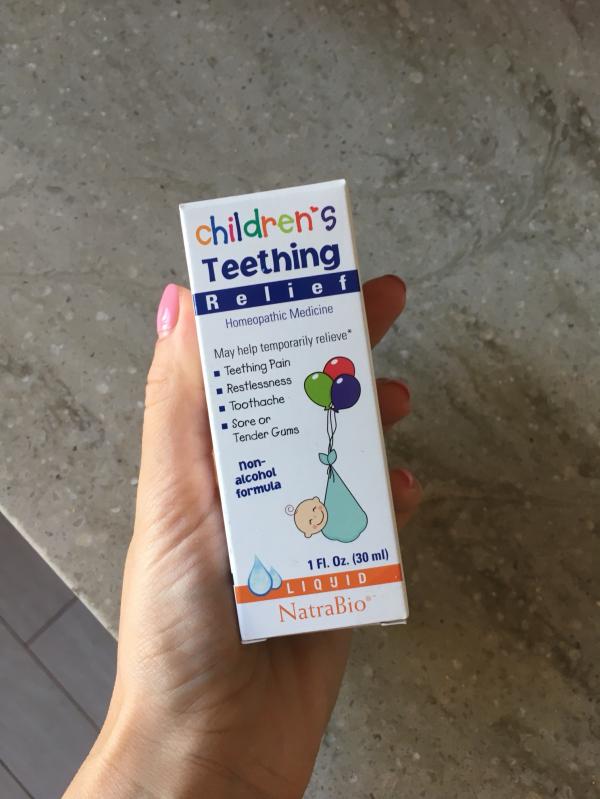 children's
Teething
Relief
Homeopathic Medicine
May help temporarily relieve*
▪ Teething Pain
▪ Restlessness
▪ Toothache
▪ Sore or
Tender Gums
Non-
alcohol
formula
1 Fl. Oz. (30 ml)
LIQUID
NatraBio®